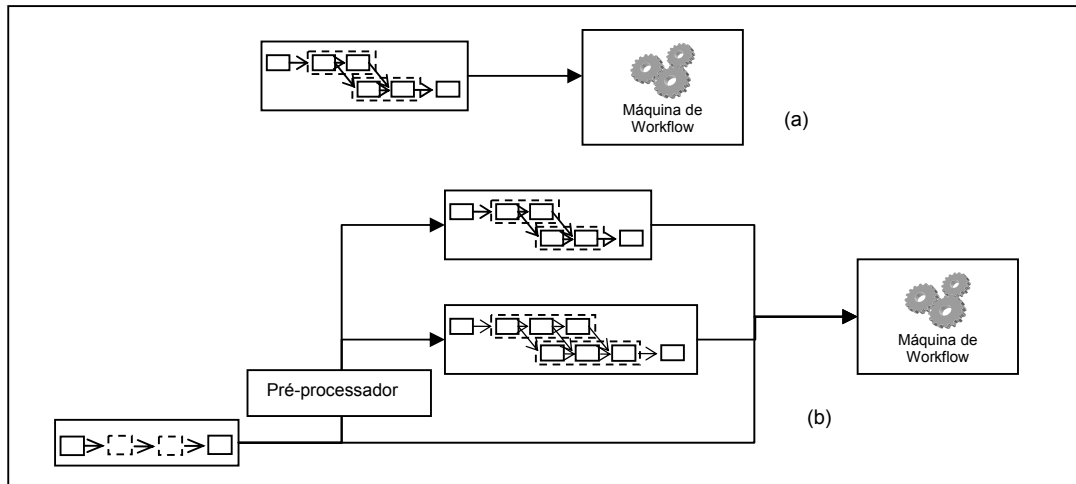 Máquina de
Workflow
(a)
Máquina de
Workflow
Pré-processador
(b)